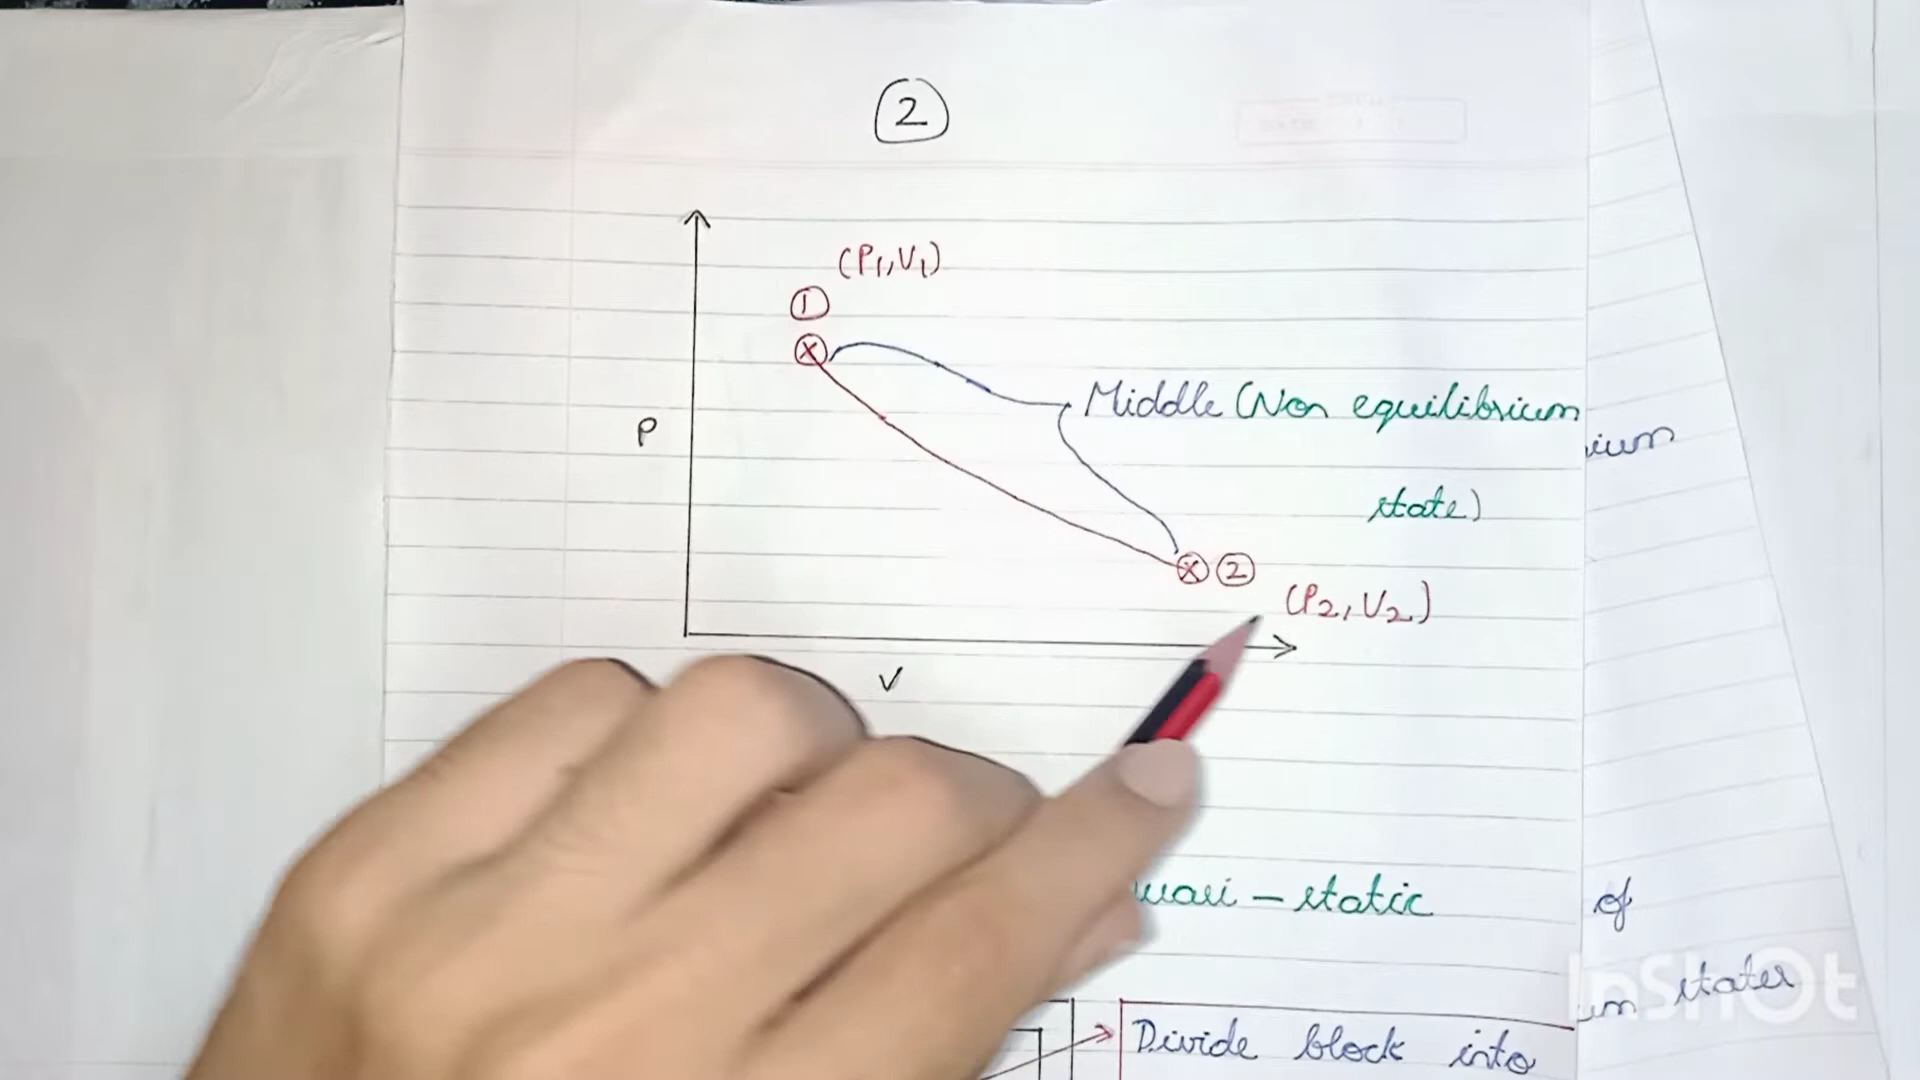 2
(P1,V1)
1
P
Middle (Non equilibrium
ium
state)
2
(P2,V2)
V
static
of
states
Divide block into
InShOt